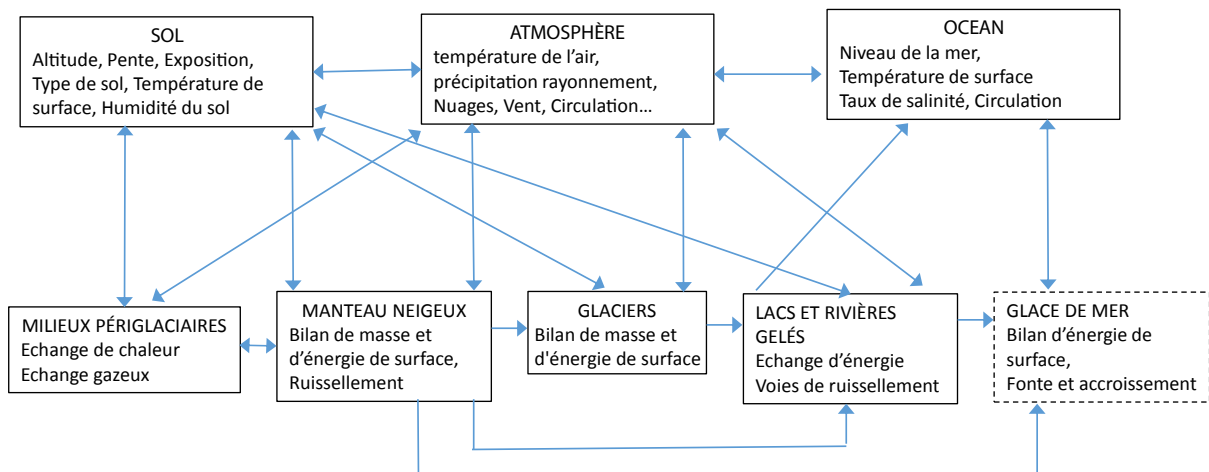 SOL
Altitude, Pente, Exposition,
Type de sol, Température de
surface, Humidité du sol
ATMOSPHÈRE
température de l’air,
précipitation rayonnement,
Nuages, Vent, Circulation…
OCEAN
Niveau de la mer,
Température de surface
Taux de salinité, Circulation
MILIEUX PÉRIGLACIAIRES
Echange de chaleur
Echange gazeux
MANTEAU NEIGEUX
Bilan de masse et
d’énergie de surface,
Ruissellement
GLACIERS
Bilan de masse et
d'énergie de surface
LACS ET RIVIÈRES
GELÉS
Echange d’énergie
Voies de ruissellement
GLACE DE MER
Bilan d’énergie de
surface,
Fonte et accroissement